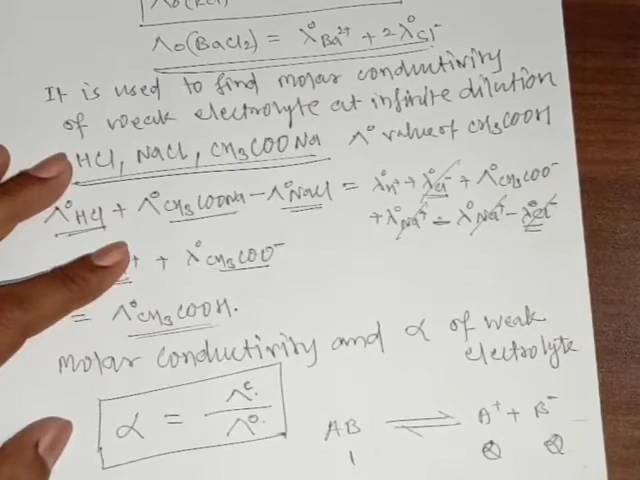 Λ₀(BaCl₂) = λ°Ba²⁺ + 2λ°Cl⁻
It is used to find molar conductivity
of weak electrolyte at infinite dilution
HCl, NaCl, CH₃COONa Λ° value of CH₃COOH
Λ°HCl + Λ°CH₃COONa – Λ°NaCl = λ°H⁺ + λ°Cl⁻ + λ°CH₃COO⁻
+ λ°Na⁺ – λ°Na⁺ – λ°Cl⁻
+ λ°CH₃COO⁻
= Λ°CH₃COOH.
Molar conductivity and α of weak
electrolyte
α = Λᶜ / Λ°
AB ⇌ A⁺ + B⁻
1